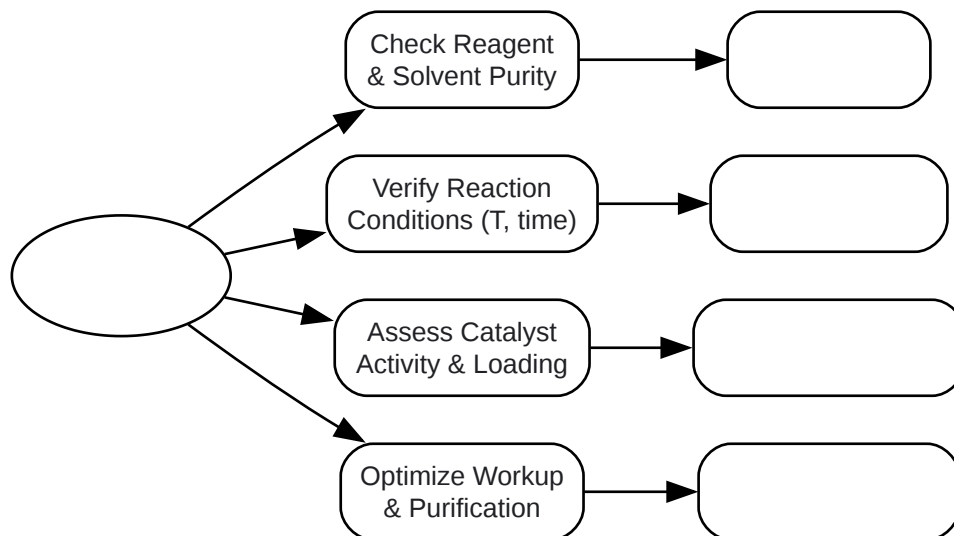 Check Reagent
& Solvent Purity
Verify Reaction
Conditions (T, time)
Assess Catalyst
Activity & Loading
Optimize Workup
& Purification